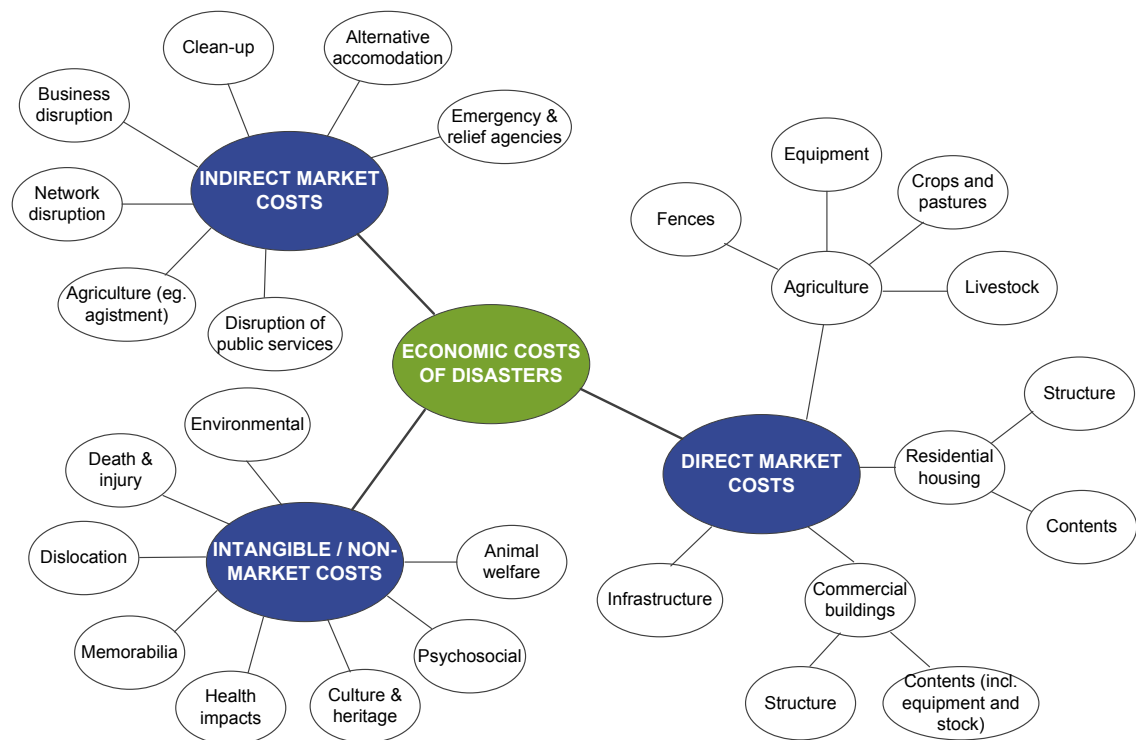 Clean-up
Alternative
accomodation
Business
disruption
Emergency &
relief agencies
INDIRECT MARKET
COSTS
Network
disruption
Agriculture (eg.
agistment)
Disruption of
public services
ECONOMIC COSTS
OF DISASTERS
Equipment
Crops and
pastures
Fences
Agriculture
Livestock
Structure
DIRECT MARKET
COSTS
Residential
housing
Contents
Infrastructure
Commercial
buildings
Structure
Contents (incl.
equipment and
stock)
Environmental
Death &
injury
Dislocation
INTANGIBLE / NON-
MARKET COSTS
Animal
welfare
Memorabilia
Psychosocial
Health
impacts
Culture &
heritage